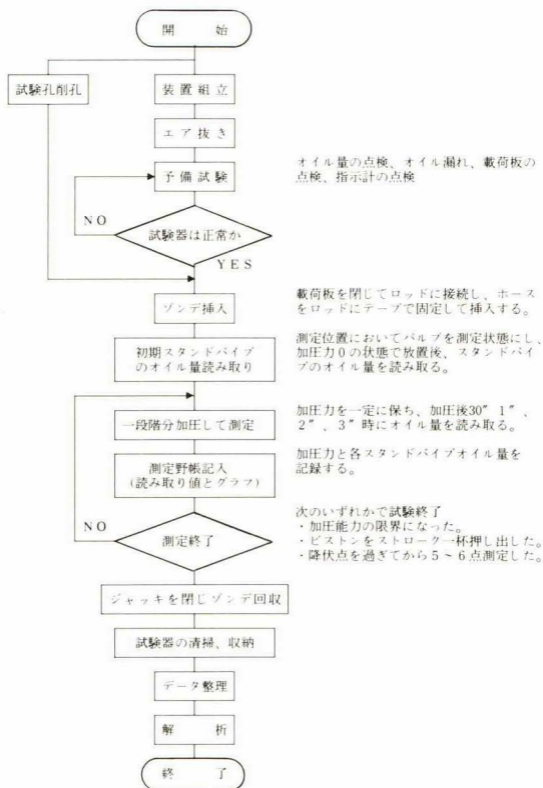 開 始
試験孔削孔
装置組立
エア抜き
予備試験
オイル量の点検、オイル漏れ、載荷板の
点検、指示計の点検
NO
試験器は正常か
YES
ゾンデ挿入
載荷板を閉じてロッドに接続し、ホース
をロッドにテープで固定して挿入する。
初期スタンドパイプ
のオイル量読み取り
測定位置においてバルブを測定状態にし、
加圧力0の状態で放置後、スタンドパイ
プのオイル量を読み取る。
一段階分加圧して測定
加圧力を一定に保ち、加圧後30″ 1″、
2″、3″時にオイル量を読み取る。
測定野帳記入
(読み取り値とグラフ)
加圧力と各スタンドパイプオイル量を
記録する。
NO
測定終了
次のいずれかで試験終了
・加圧能力の限界になった。
・ピストンをストローク一杯押し出した。
・降伏点を過ぎてから5~6点測定した。
ジャッキを閉じゾンデ回収
試験器の清掃、収納
データ整理
解 析
終 了